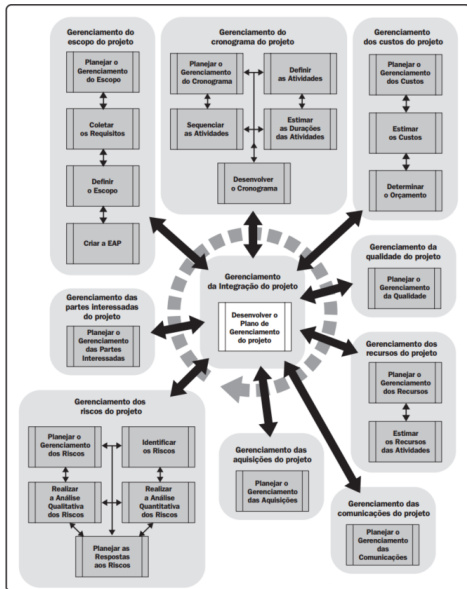 Gerenciamento do
escopo do projeto
Planejar o
Gerenciamento
do Escopo
Coletar
os Requisitos
Definir
o Escopo
Criar a EAP
Gerenciamento do
cronograma do projeto
Planejar o
Gerenciamento
do Cronograma
Definir
as Atividades
Sequenciar
as Atividades
Estimar
as Durações
das Atividades
Desenvolver
o Cronograma
Gerenciamento
dos custos do projeto
Planejar o
Gerenciamento
dos Custos
Estimar
os Custos
Determinar
o Orçamento
Gerenciamento da
qualidade do projeto
Planejar o
Gerenciamento
da Qualidade
Gerenciamento
da Integração do projeto
Desenvolver o
Plano de
Gerenciamento
do projeto
Gerenciamento das
partes interessadas
do projeto
Planejar o
Gerenciamento
das Partes
Interessadas
Gerenciamento dos
recursos do projeto
Planejar o
Gerenciamento
dos Recursos
Estimar
os Recursos
das Atividades
Gerenciamento dos
riscos do projeto
Planejar o
Gerenciamento
dos Riscos
Identificar
os Riscos
Realizar
a Análise
Qualitativa
dos Riscos
Realizar
a Análise
Quantitativa
dos Riscos
Planejar as
Respostas
aos Riscos
Gerenciamento das
aquisições do projeto
Planejar o
Gerenciamento
das Aquisições
Gerenciamento das
comunicações do projeto
Planejar o
Gerenciamento
das
Comunicações